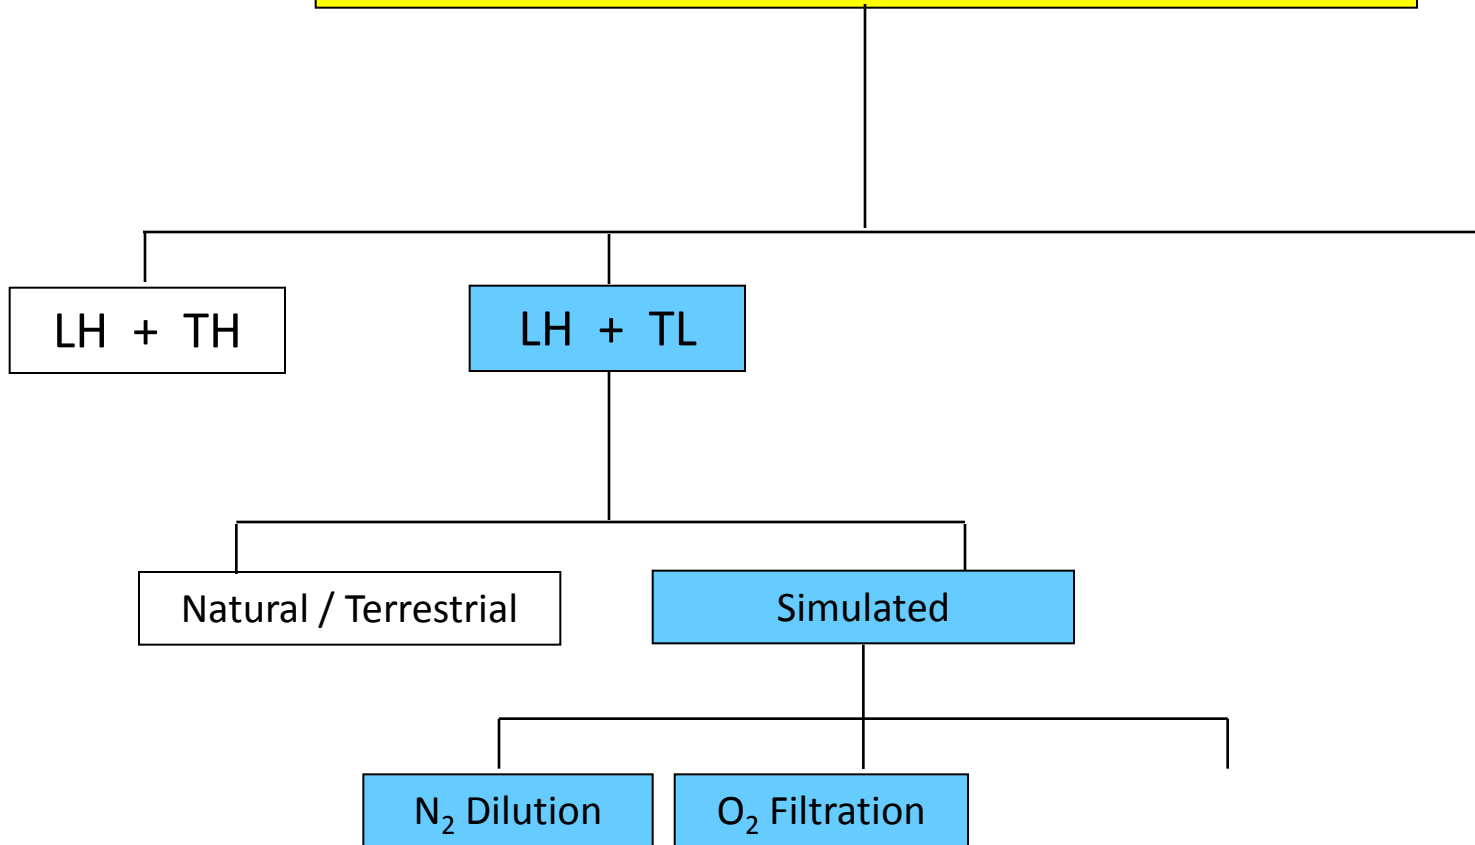 LH + TH
LH + TL
Natural / Terrestrial
Simulated
N₂ Dilution
O₂ Filtration